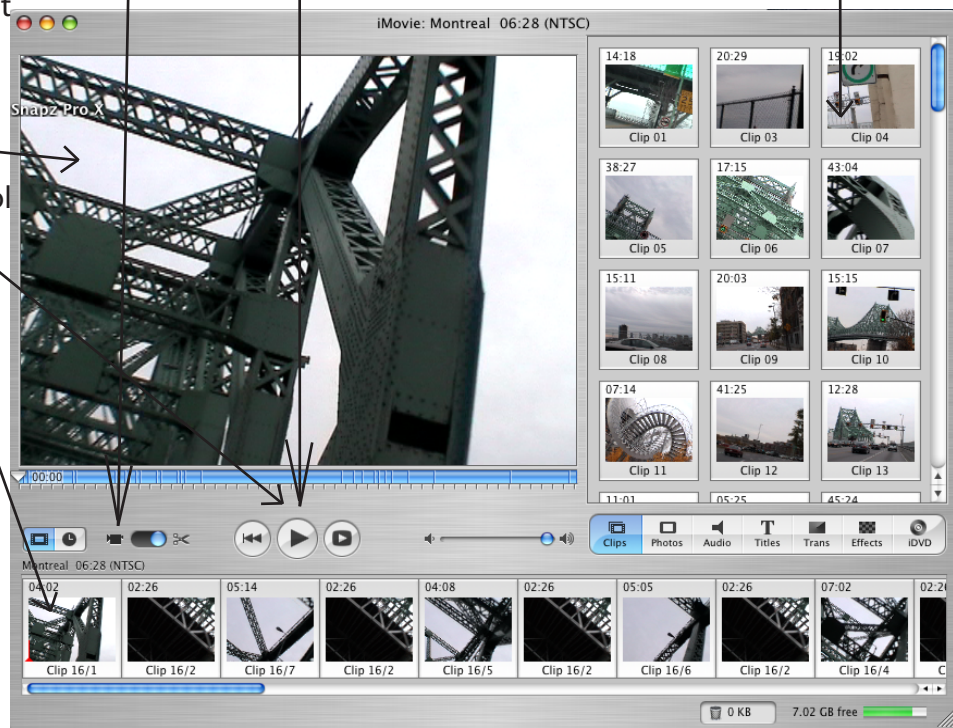 t
iMovie: Montreal 06:28 (NTSC)
Snapz Pro X
ol
14:18
Clip 01
20:29
Clip 03
19:02
Clip 04
38:27
Clip 05
17:15
Clip 06
43:04
Clip 07
15:11
Clip 08
20:03
Clip 09
15:15
Clip 10
07:14
Clip 11
41:25
Clip 12
12:28
Clip 13
11:01
05:25
45:24
00:00
Clips
Photos
Audio
T
Titles
Trans
Effects
iDVD
Montreal 06:28 (NTSC)
04:02
Clip 16/1
02:26
Clip 16/2
05:14
Clip 16/7
02:26
Clip 16/2
04:08
Clip 16/5
02:26
Clip 16/2
05:05
Clip 16/6
02:26
Clip 16/2
07:02
Clip 16/4
02:26
C
0 KB
7.02 GB free